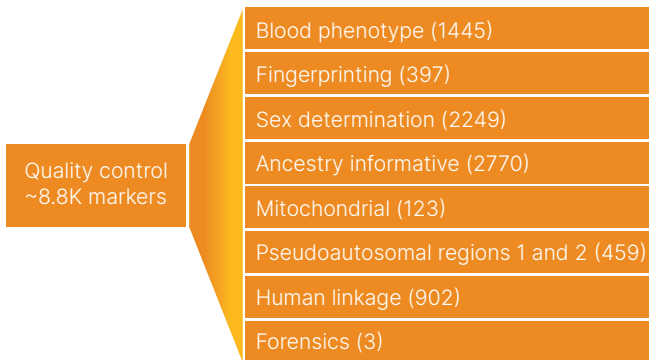 Quality control
~8.8K markers
Blood phenotype (1445)
Fingerprinting (397)
Sex determination (2249)
Ancestry informative (2770)
Mitochondrial (123)
Pseudoautosomal regions 1 and 2 (459)
Human linkage (902)
Forensics (3)